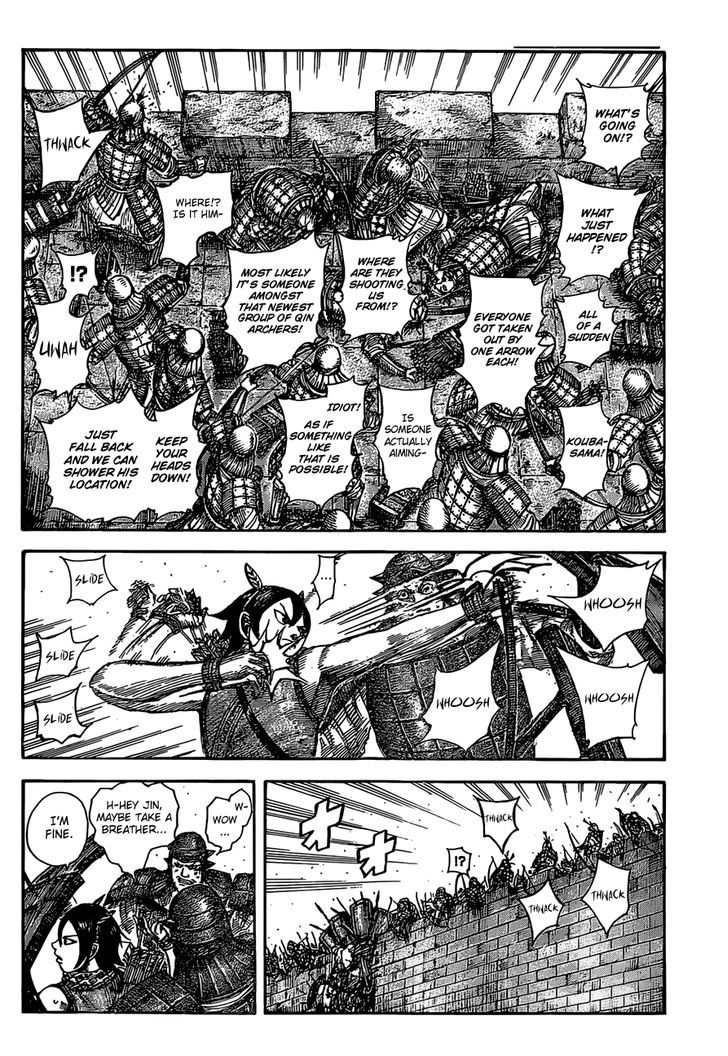 WHAT'S
GOING
ON!?
WHAT
JUST
HAPPENED
!?
ALL
OF A
SUDDEN
KOUBA-
SAMA!
EVERYONE
GOT TAKEN
OUT BY
ONE ARROW
EACH!
WHERE
ARE THEY
SHOOTING
US
FROM!?
IS
SOMEONE
ACTUALLY
AIMING-
IDIOT!
AS IF
SOMETHING
LIKE
THAT IS
POSSIBLE!
MOST LIKELY
IT'S SOMEONE
AMONGST
THAT NEWEST
GROUP OF QIN
ARCHERS!
WHERE!?
IS IT HIM-
THWACK
!?
UWAH
KEEP
YOUR
HEADS
DOWN!
JUST
FALL BACK
AND WE CAN
SHOWER HIS
LOCATION!
WHOOSH
WHOOSH
WHOOSH
...
SLIDE
SLIDE
SLIDE
THWACK
THWACK
THWACK
!?
W-
WOW
...
H-HEY JIN,
MAYBE TAKE A
BREATHER...
I'M
FINE.